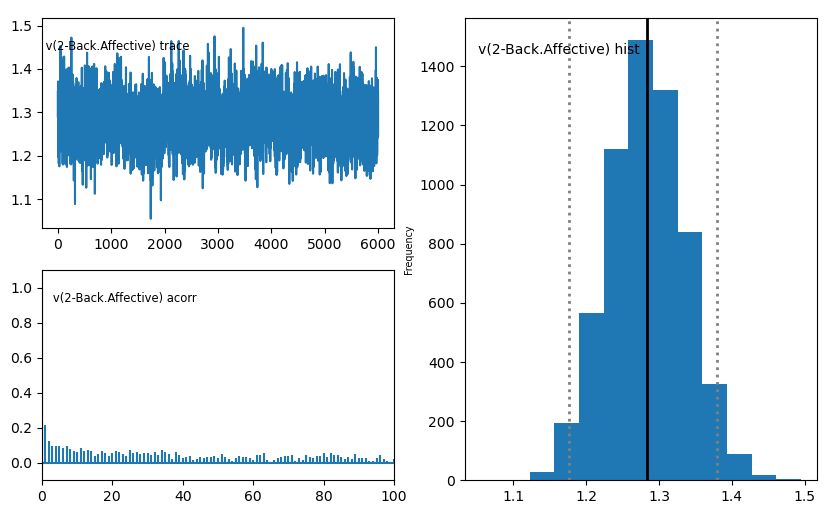 v(2-Back.Affective) trace
1.5
1.4
1.3
1.2
1.1
0 1000 2000 3000 4000 5000 6000
v(2-Back.Affective) acorr
1.0
0.8
0.6
0.4
0.2
0.0
0 20 40 60 80 100
v(2-Back.Affective) hist
Frequency
1400
1200
1000
800
600
400
200
0
1.1 1.2 1.3 1.4 1.5